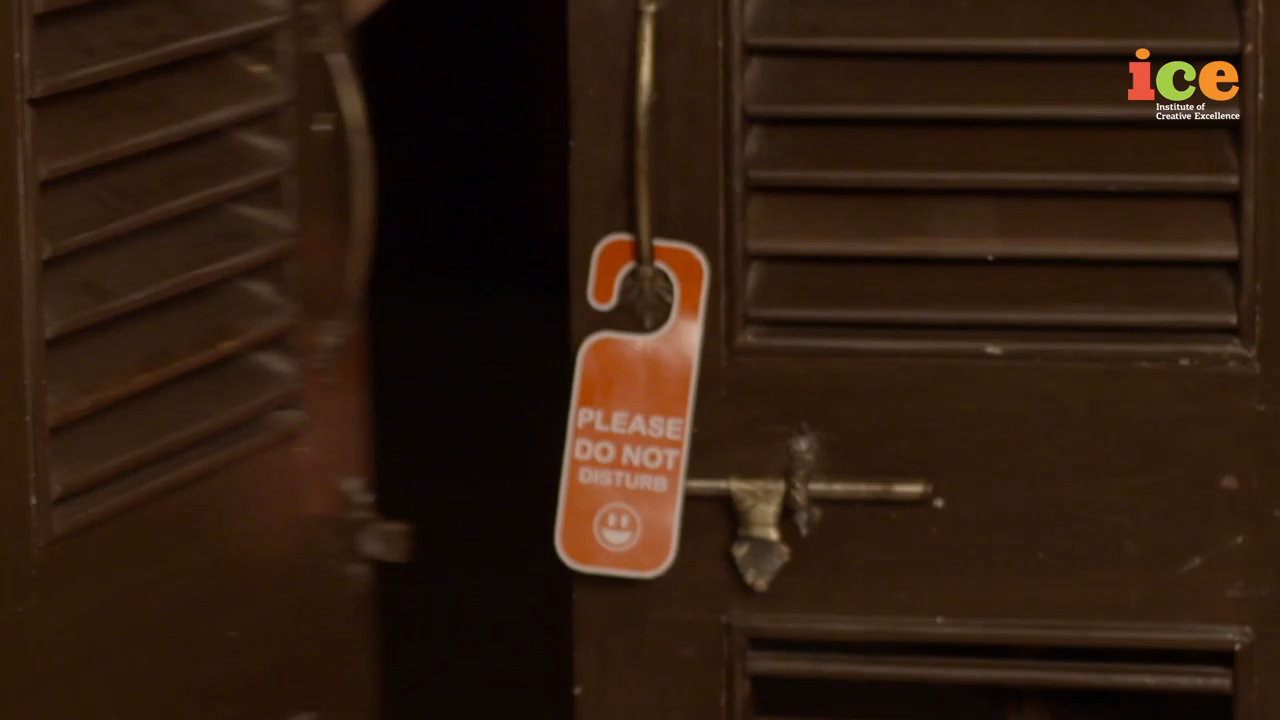 ice
Institute of
Creative Excellence
PLEASE
DO NOT
DISTURB